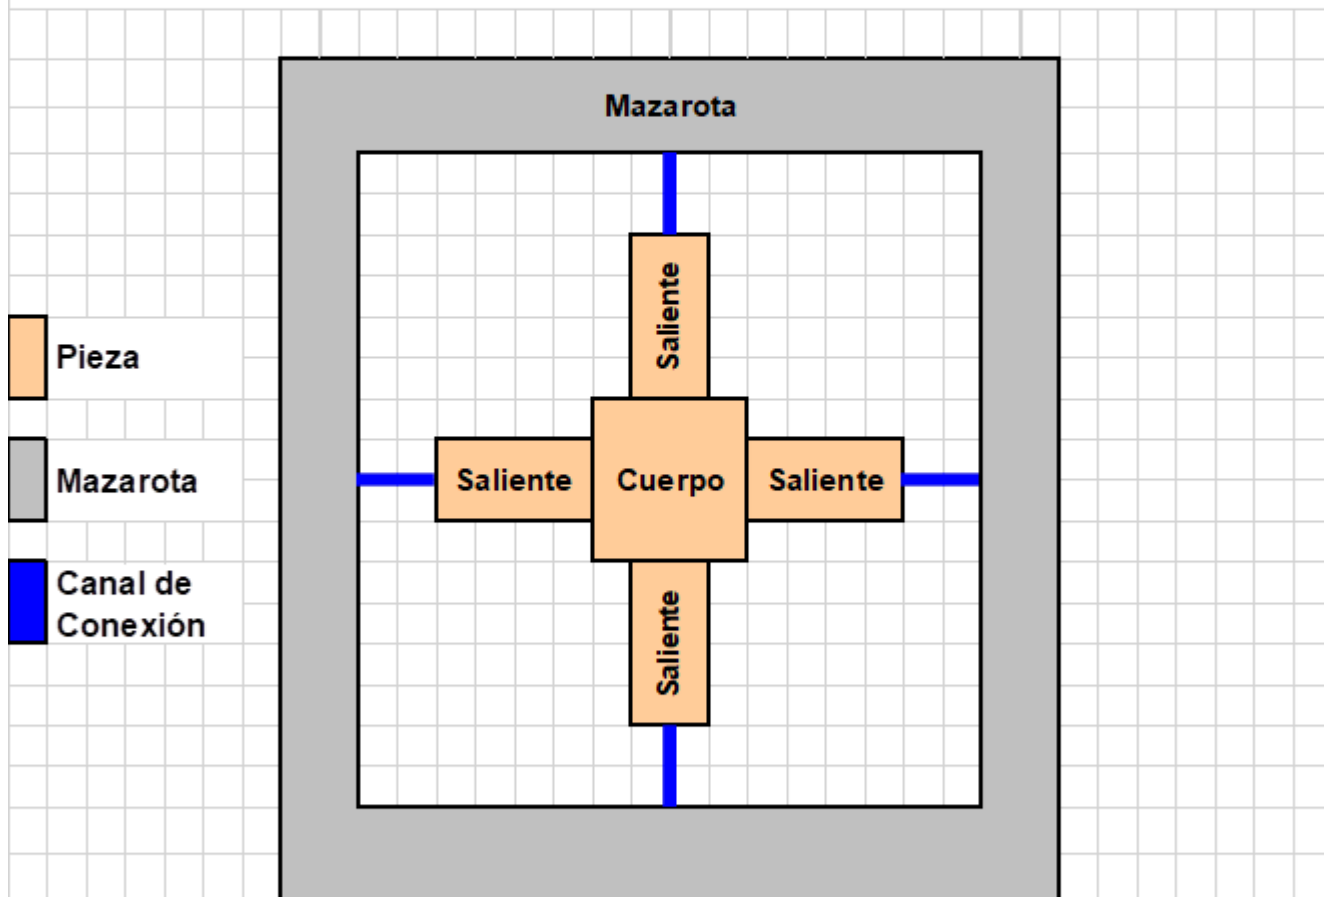 Mazarota
Saliente
Pieza
Saliente
Cuerpo
Saliente
Mazarota
Canal de
Conexión
Saliente